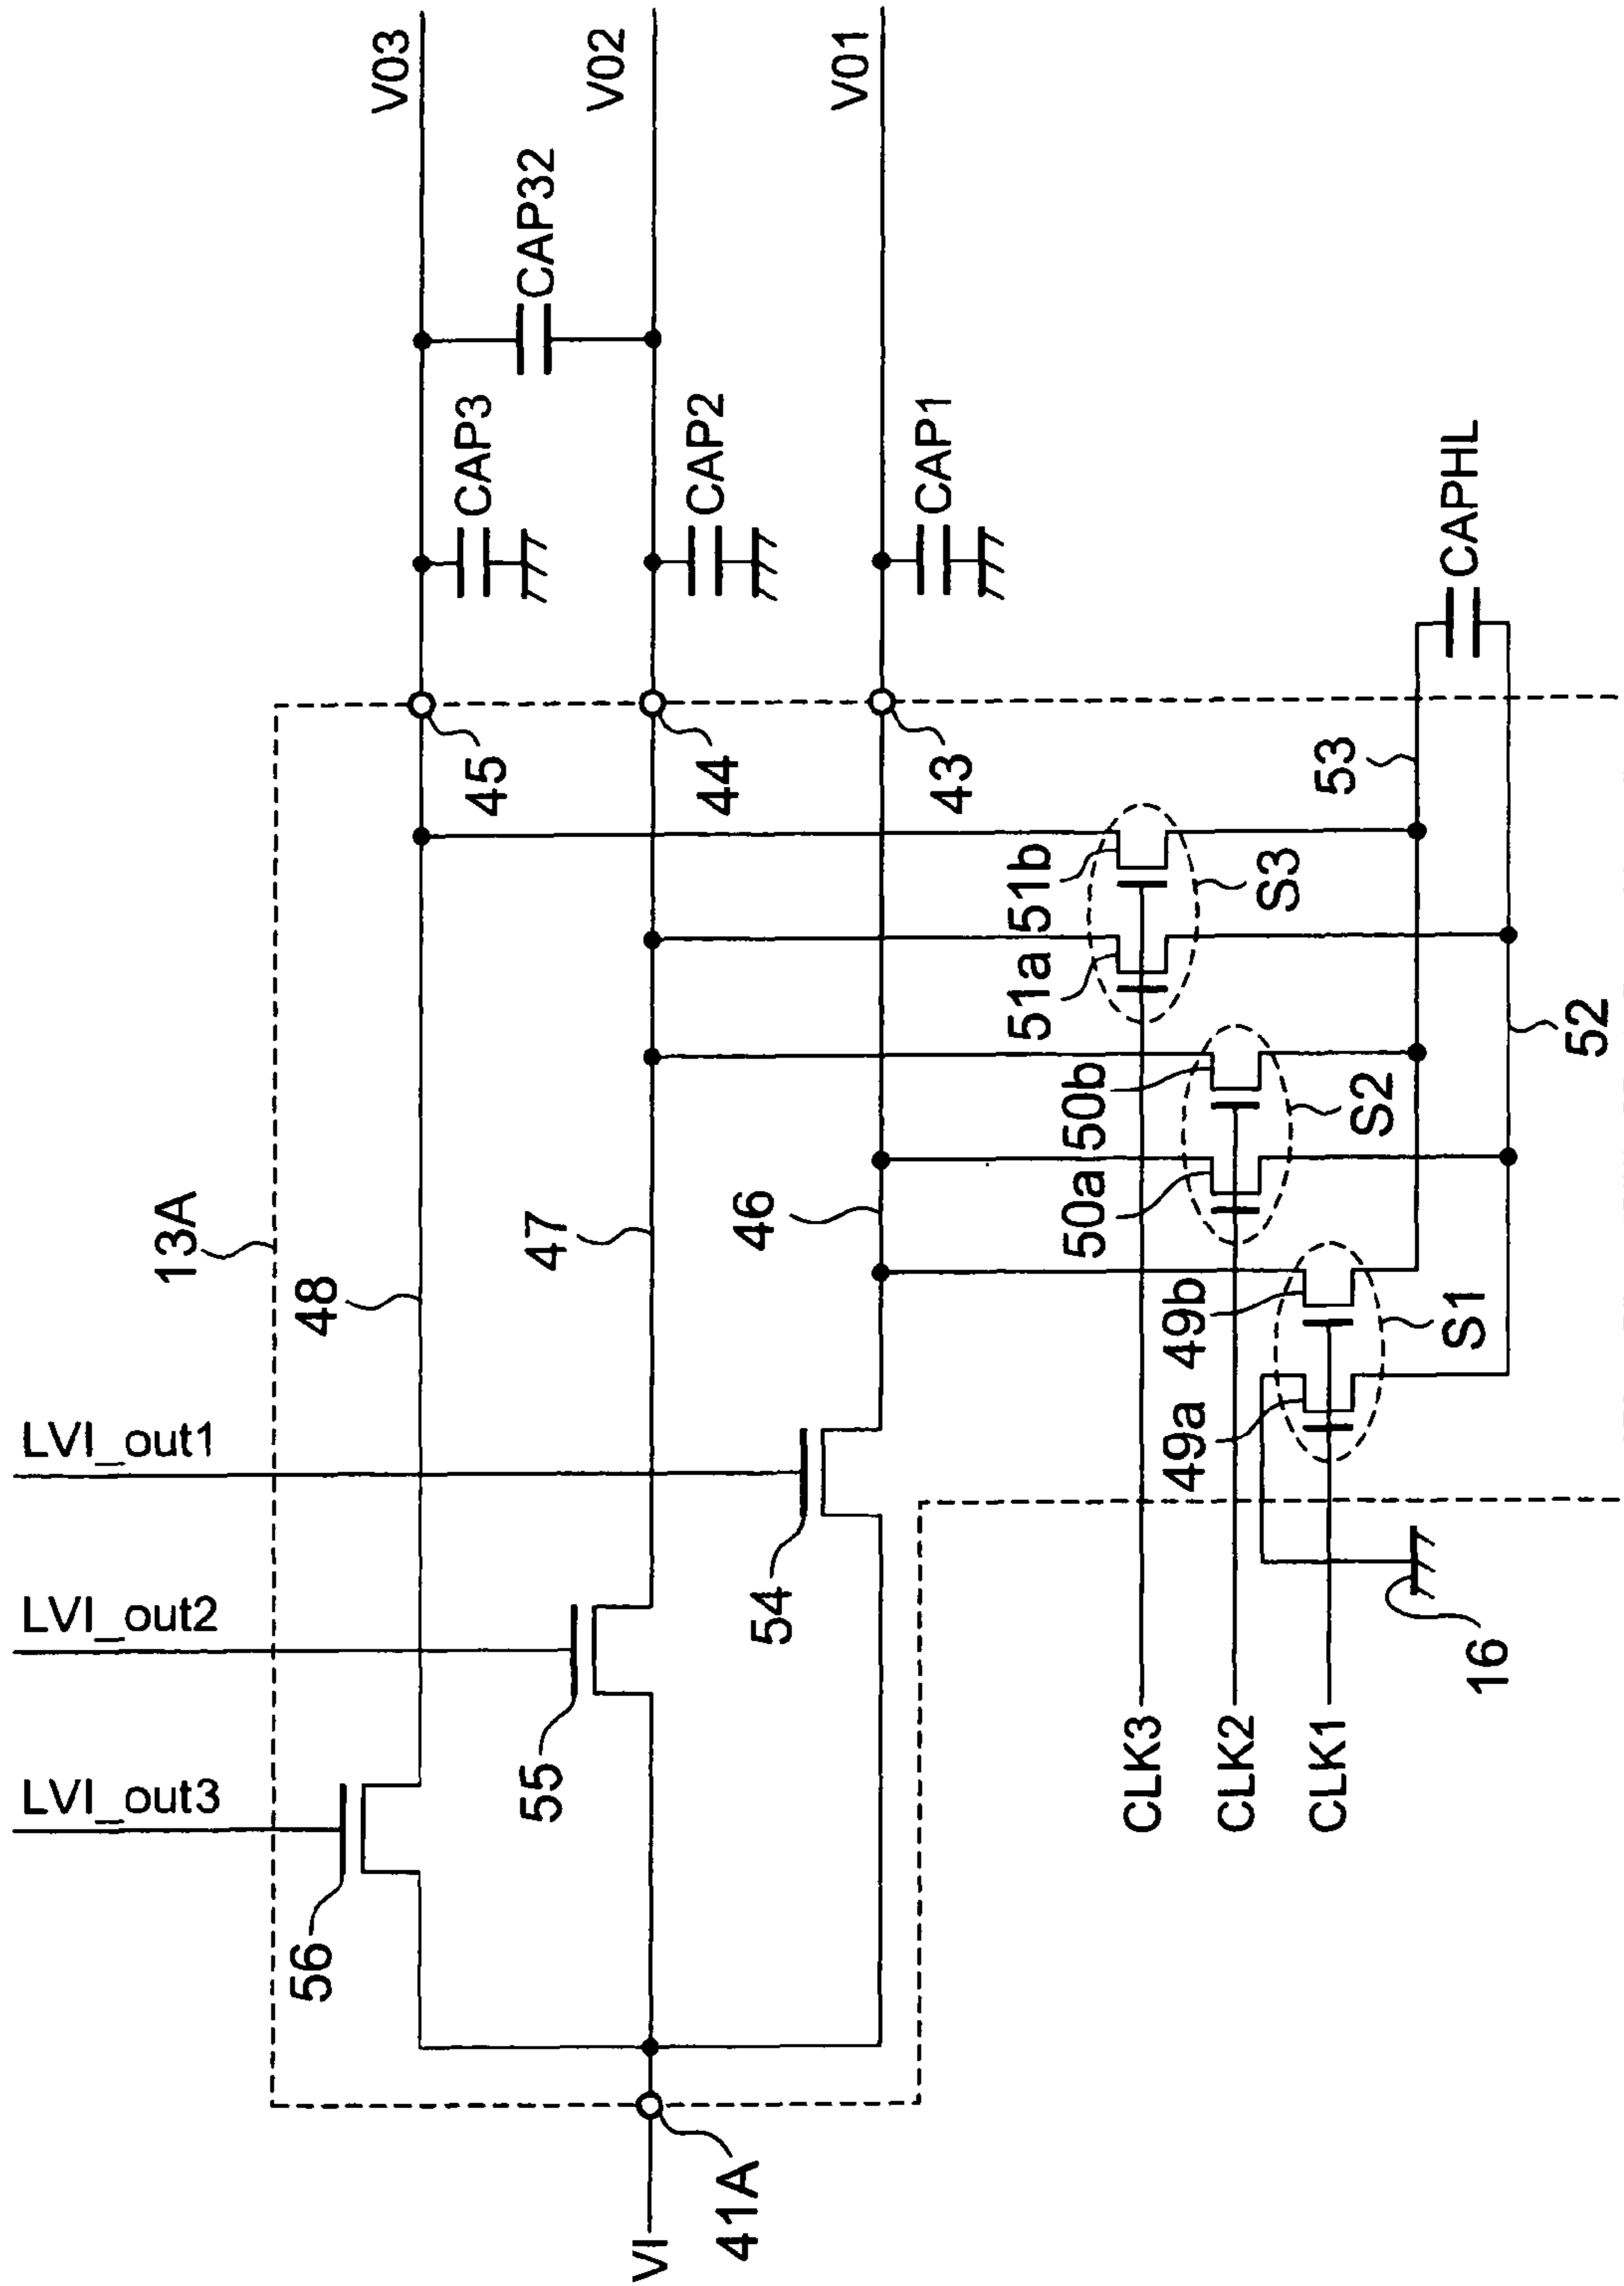 LVI_out3
LVI_out2
LVI_out1
13A
56
48
V03
45
CAP3
CAP32
55
47
V02
44
CAP2
VI
41A
54
46
V01
43
CAP1
CLK3
51a
51b
S3
CLK2
50a
50b
S2
CLK1
49a
49b
S1
16
53
52
CAPHL